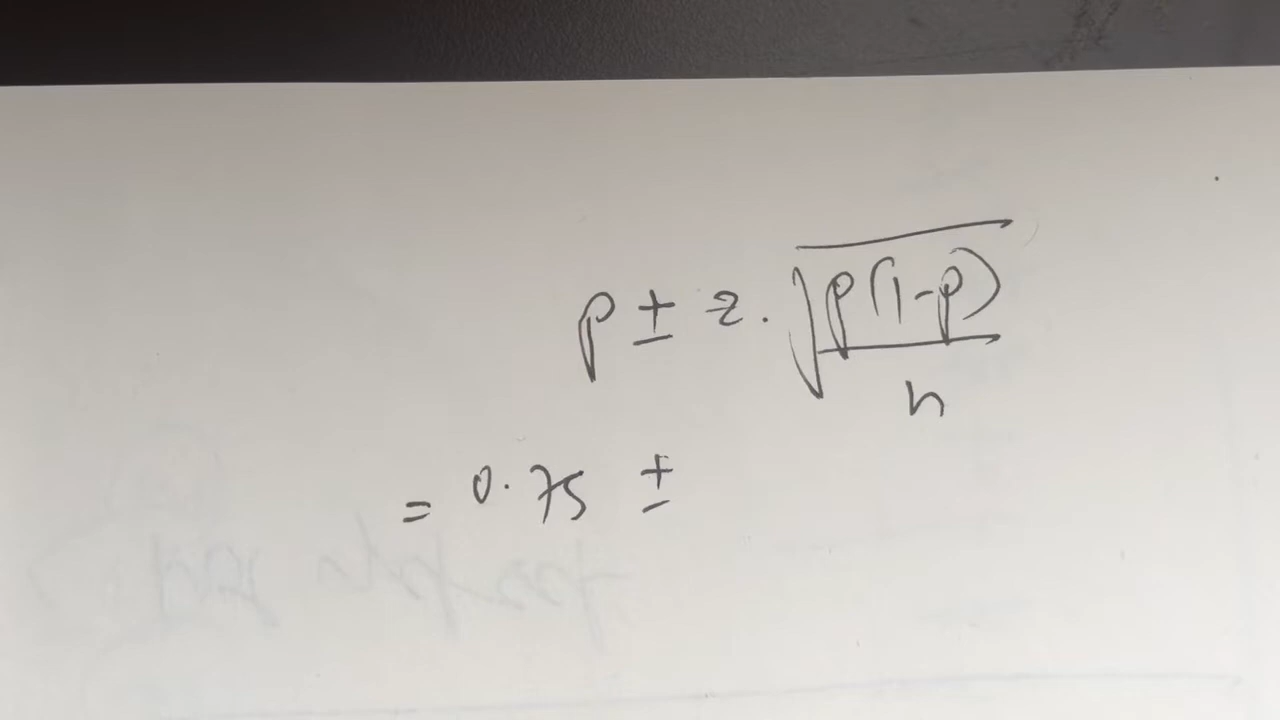 p ± z. √p(1-p)
n
= 0.75 ±